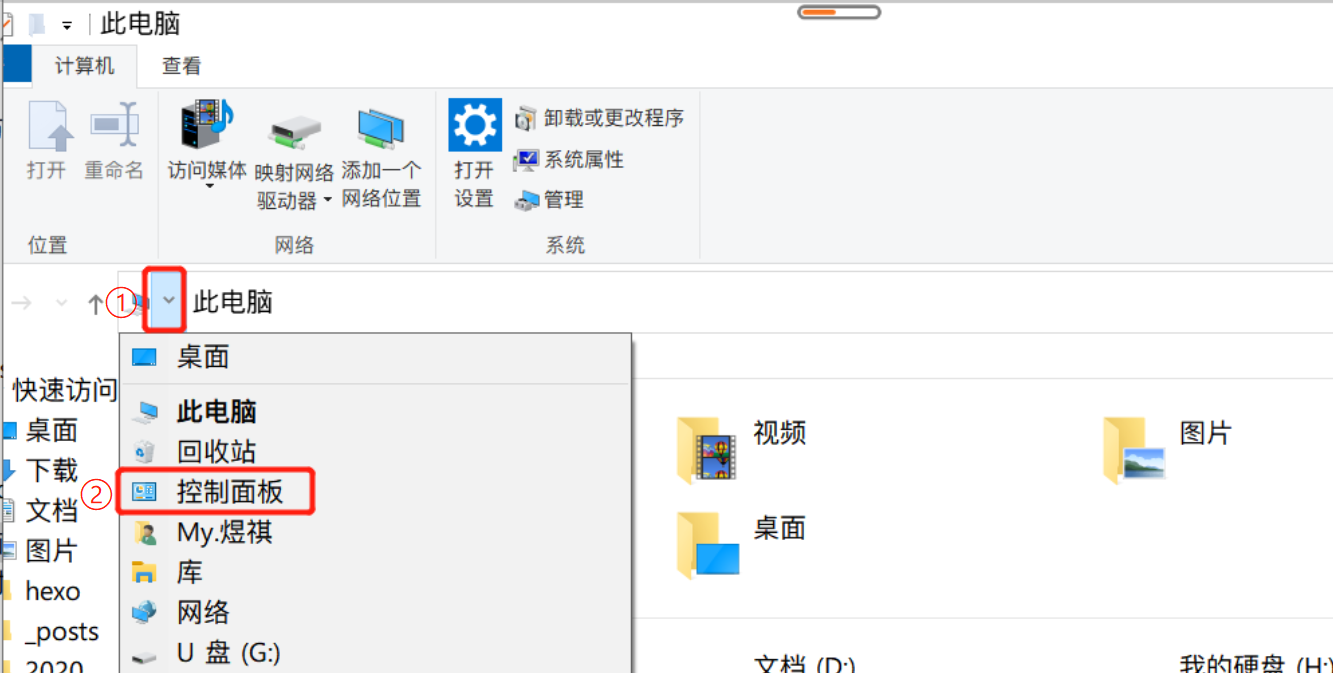 此电脑
计算机 查看
打开 重命名 访问媒体 映射网络驱动器 添加一个网络位置 打开设置 卸载或更改程序
系统属性
管理
位置 网络 系统
① 此电脑
桌面
快速访问
此电脑
桌面
回收站
下载
② 控制面板
文档
My.煜祺
图片
库
hexo
网络
_posts
U 盘 (G:)
2020
视频 图片
桌面
文档 (D:) 我的硬盘 (H:)